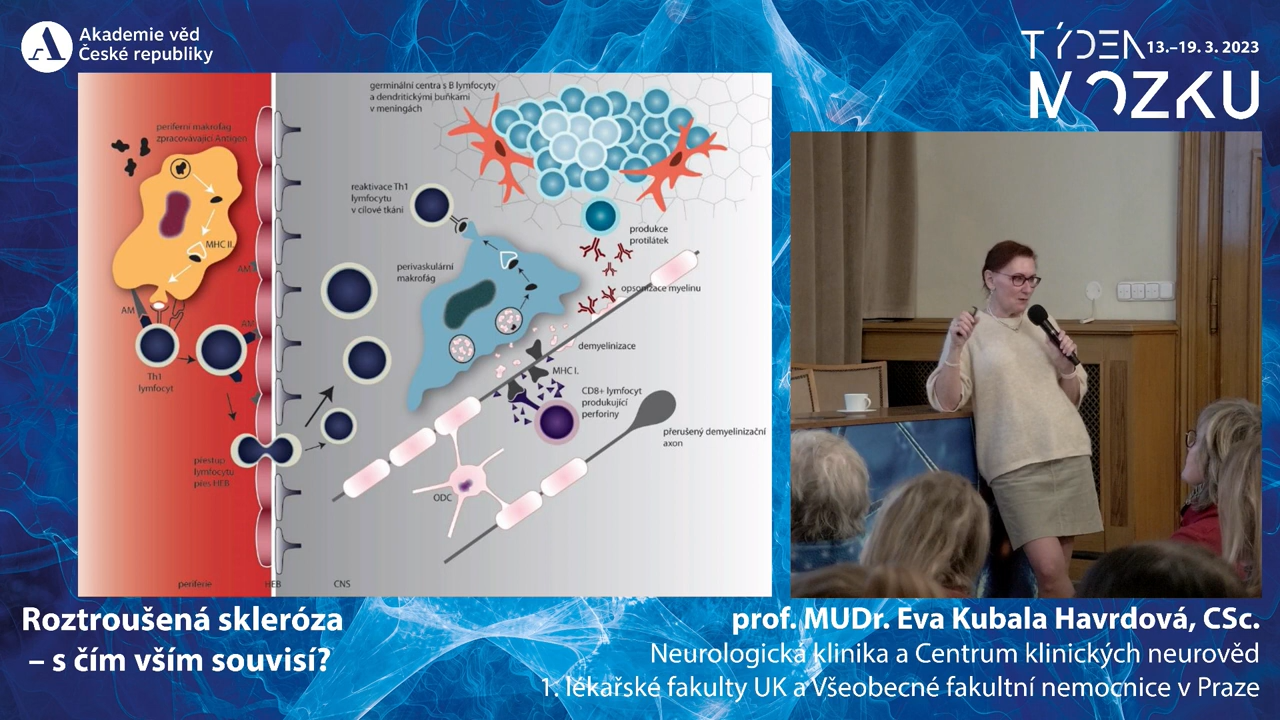 Akademie věd
České republiky
TÝDEN 13.–19. 3. 2023
MOZKU
germinální centra s B lymfocyty
a dendritickými buňkami
v meningách
periferní makrofág
zpracovávající Antigen
reaktivace Th1
lymfocytu
v cílové tkáni
MHC II.
produkce
protilátek
perivaskulární
makrofág
AM
opsonizace myelinu
AM
AM
demyelinizace
MHC I.
Th1
lymfocyt
CD8+ lymfocyt
produkující
perforiny
přerušený demyelinizační
axon
přestup
lymfocytu
přes HEB
ODC
periferie
HEB
CNS
Roztroušená skleróza
– s čím vším souvisí?
prof. MUDr. Eva Kubala Havrdová, CSc.
Neurologická klinika a Centrum klinických neurověd
1. lékařské fakulty UK a Všeobecné fakultní nemocnice v Praze